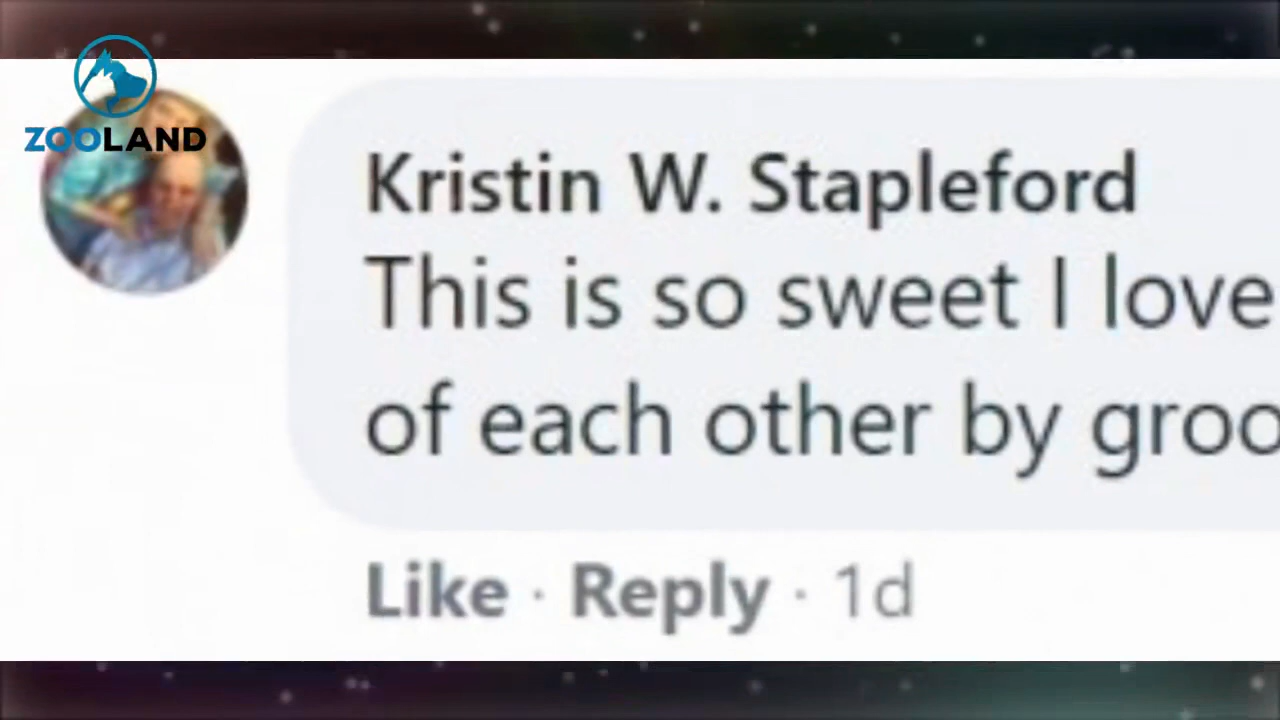 ZOOLAND
Kristin W. Stapleford
This is so sweet I love
of each other by groo
Like · Reply · 1d